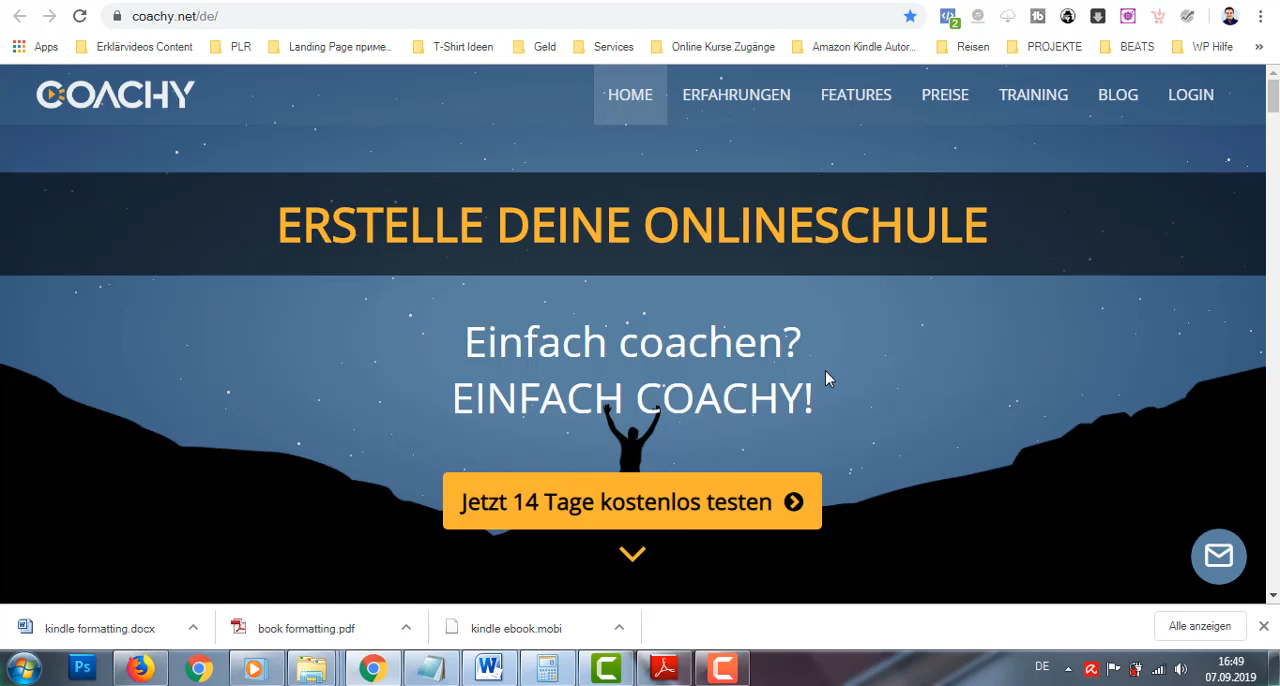 coachy.net/de/
2
Apps
Erklärvideos Content
PLR
Landing Page приме...
T-Shirt Ideen
Geld
Services
Online Kurse Zugänge
Amazon Kindle Autor...
Reisen
PROJEKTE
BEATS
WP Hilfe
»
COACHY
HOME
ERFAHRUNGEN
FEATURES
PREISE
TRAINING
BLOG
LOGIN
ERSTELLE DEINE ONLINESCHULE
Einfach coachen?
EINFACH COACHY!
Jetzt 14 Tage kostenlos testen
kindle formatting.docx
book formatting.pdf
kindle ebook.mobi
Alle anzeigen
Ps
W
C
C
DE
16:49
07.09.2019